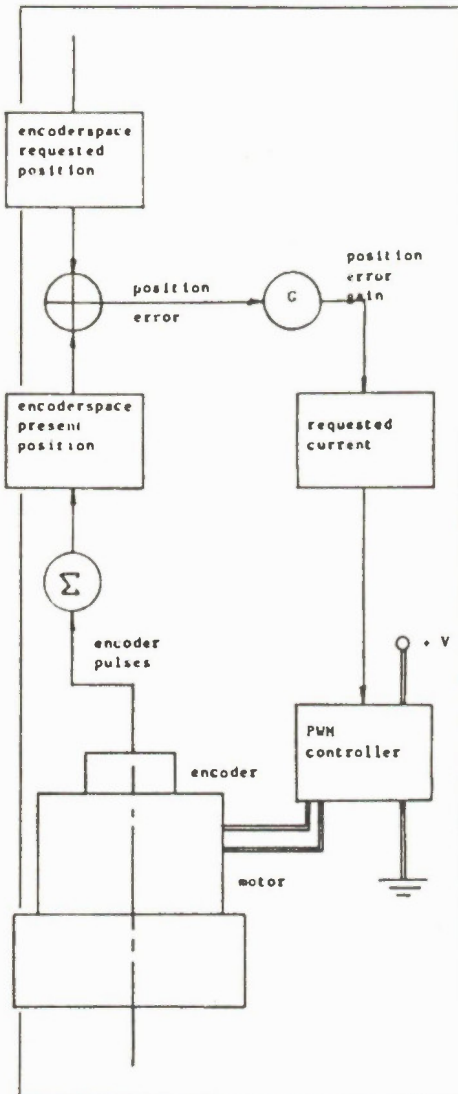 encoderspace
requested
position
position
error
G
position
error
gain
encoderspace
present
position
requested
current
Σ
encoder
pulses
+ V
PWM
controller
encoder
motor